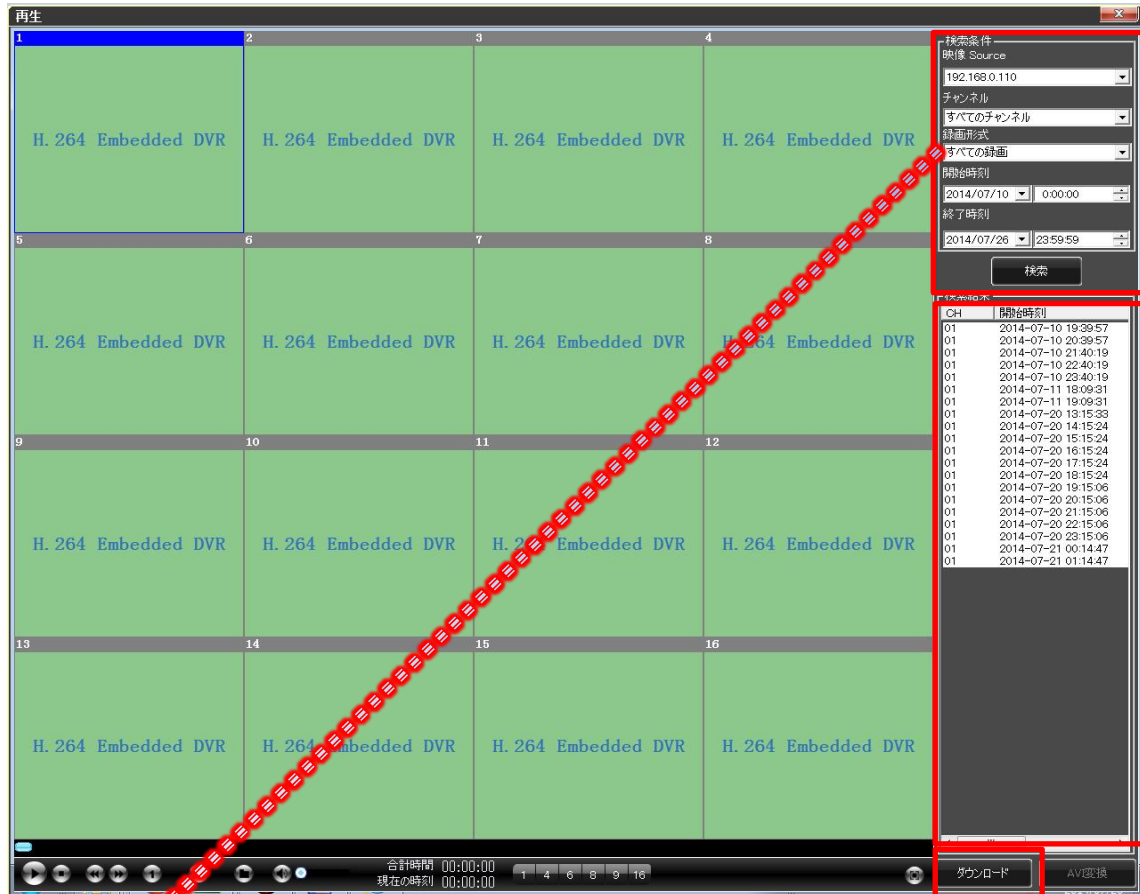 再生
1 2 3 4
H.264 Embedded DVR H.264 Embedded DVR H.264 Embedded DVR H.264 Embedded DVR
5 6 7 8
H.264 Embedded DVR H.264 Embedded DVR H.264 Embedded DVR H.264 Embedded DVR
9 10 11 12
H.264 Embedded DVR H.264 Embedded DVR H.264 Embedded DVR H.264 Embedded DVR
13 14 15 16
H.264 Embedded DVR H.264 Embedded DVR H.264 Embedded DVR H.264 Embedded DVR
合計時間 00:00:00
現在の時刻 00:00:00
1 4 6 8 9 16
検索条件
映像 Source
192.168.0.110
チャンネル
すべてのチャンネル
録画形式
すべての録画
開始時刻
2014/07/10 0:00:00
終了時刻
2014/07/26 23:59:59
検索
検索結果
CH 開始時刻
01 2014-07-10 19:39:57
01 2014-07-10 20:39:57
01 2014-07-10 21:40:19
01 2014-07-10 22:40:19
01 2014-07-10 23:40:19
01 2014-07-11 18:09:31
01 2014-07-11 19:09:31
01 2014-07-20 13:15:33
01 2014-07-20 14:15:24
01 2014-07-20 15:15:24
01 2014-07-20 16:15:24
01 2014-07-20 17:15:24
01 2014-07-20 18:15:24
01 2014-07-20 19:15:06
01 2014-07-20 20:15:06
01 2014-07-20 21:15:06
01 2014-07-20 22:15:06
01 2014-07-20 23:15:06
01 2014-07-21 00:14:47
01 2014-07-21 01:14:47
ダウンロード AVI変換